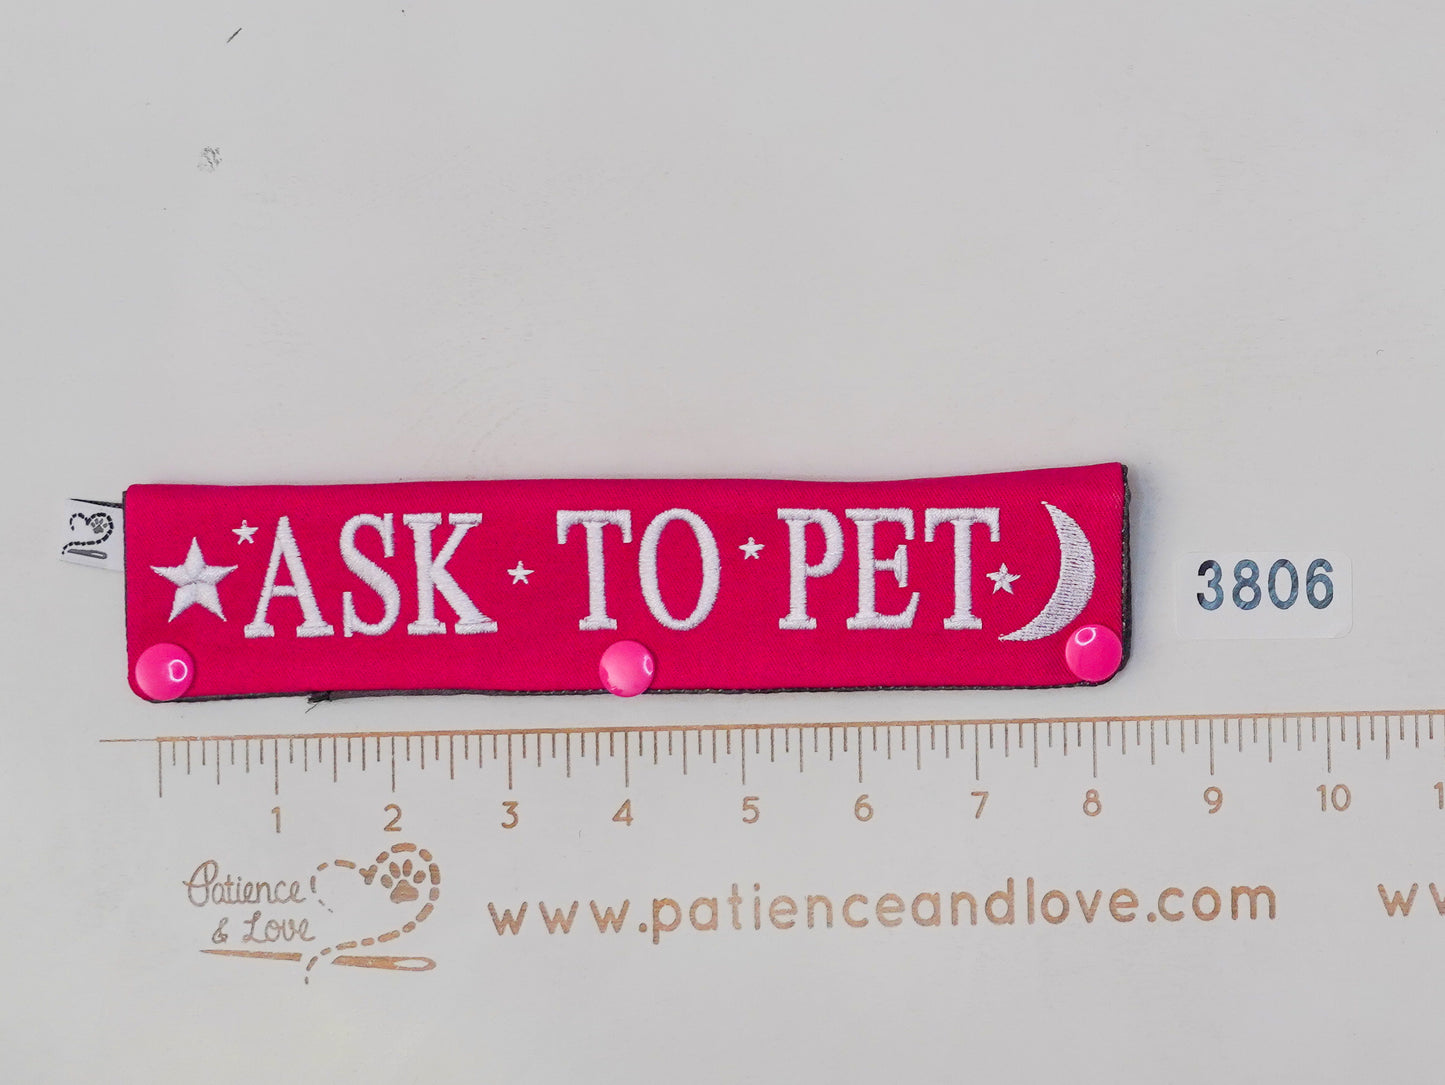 ASK TO PET
3806
1 2 3 4 5 6 7 8 9 10
Patience
& Love
www.patienceandlove.com